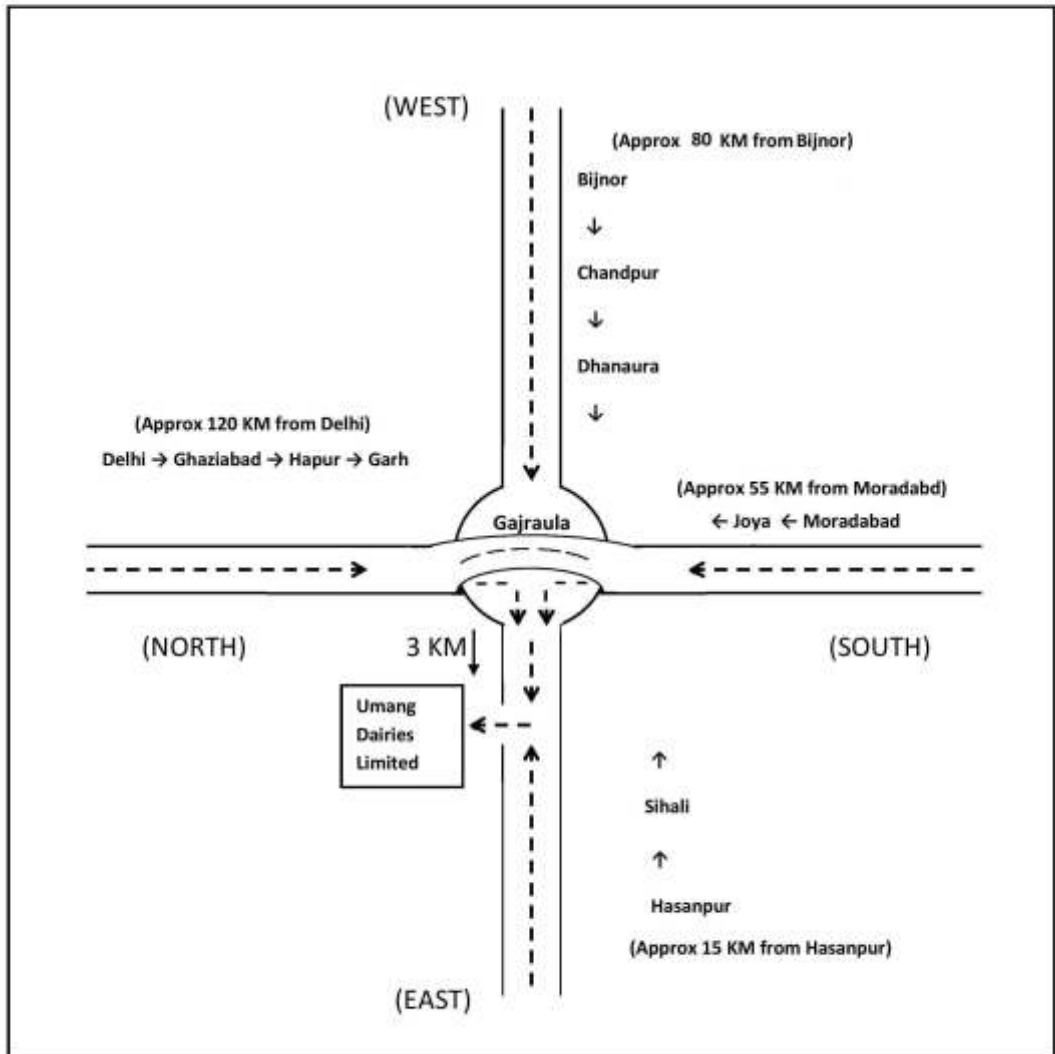 (WEST)
(Approx 80 KM from Bijnor)
Bijnor
↓
Chandpur
↓
Dhanaura
↓
(Approx 120 KM from Delhi)
Delhi → Ghaziabad → Hapur → Garh
(Approx 55 KM from Moradabd)
← Joya ← Moradabad
Gajraula
(NORTH)
3 KM
(SOUTH)
Umang
Dairies
Limited
↑
Sihali
↑
Hasanpur
(Approx 15 KM from Hasanpur)
(EAST)